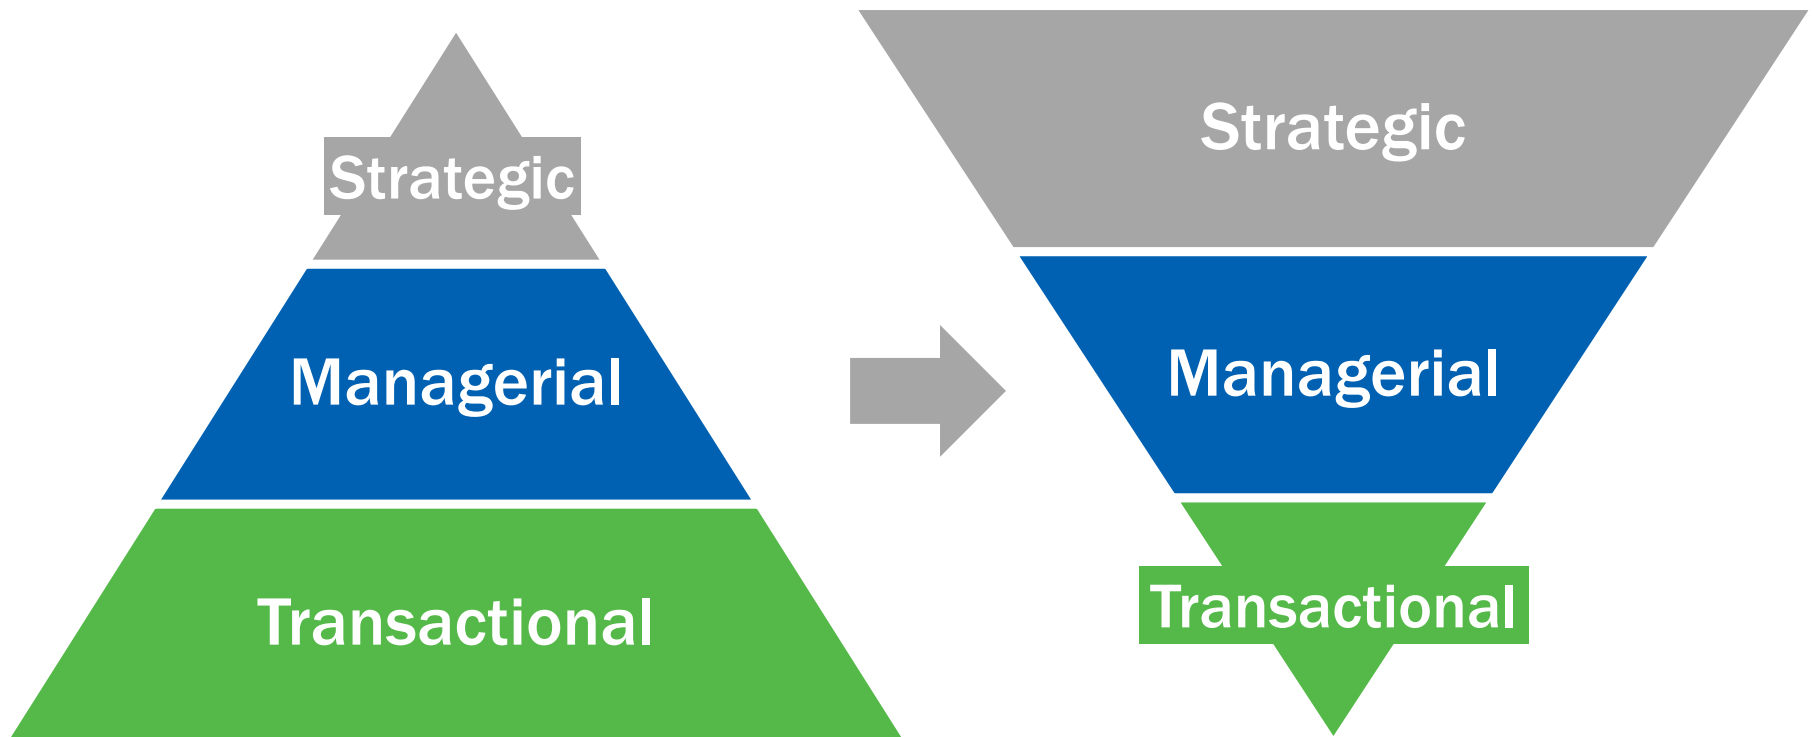 Strategic
Managerial
Transactional
Strategic
Managerial
Transactional